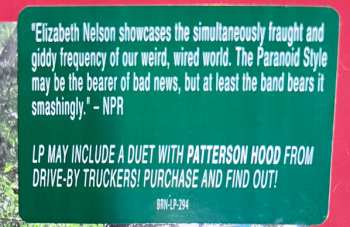 "Elizabeth Nelson showcases the simultaneously fraught and
giddy frequency of our weird, wired world. The Paranoid Style
may be the bearer of bad news, but at least the band bears it
smashingly." – NPR
LP MAY INCLUDE A DUET WITH PATTERSON HOOD FROM
DRIVE-BY TRUCKERS! PURCHASE AND FIND OUT!
BRN-LP-294